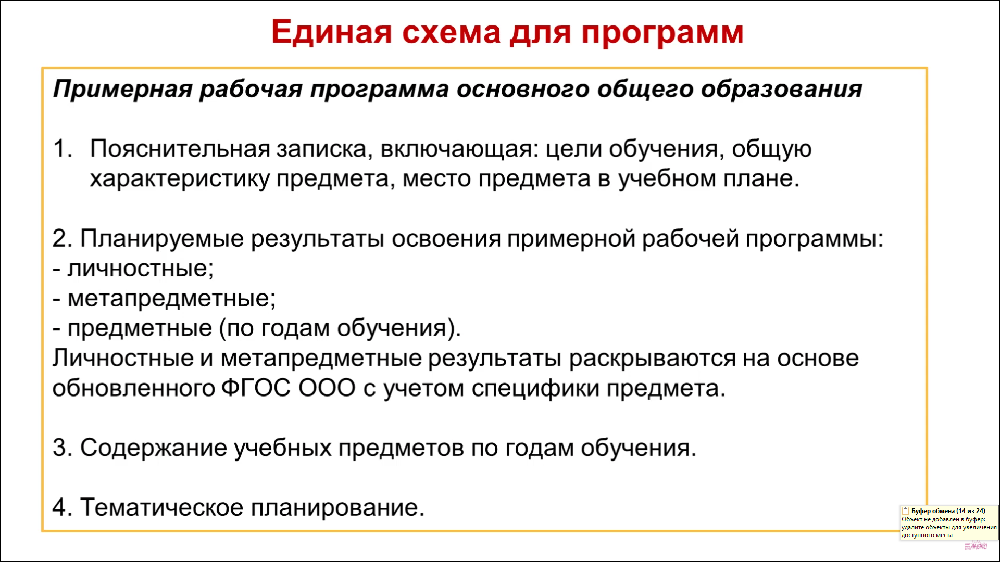 Единая схема для программ
Примерная рабочая программа основного общего образования
1. Пояснительная записка, включающая: цели обучения, общую
характеристику предмета, место предмета в учебном плане.
2. Планируемые результаты освоения примерной рабочей программы:
- личностные;
- метапредметные;
- предметные (по годам обучения).
Личностные и метапредметные результаты раскрываются на основе
обновленного ФГОС ООО с учетом специфики предмета.
3. Содержание учебных предметов по годам обучения.
4. Тематическое планирование.
Буфер обмена (14 из 24)
Объект не добавлен в буфер:
удалите объекты для увеличения
доступного места